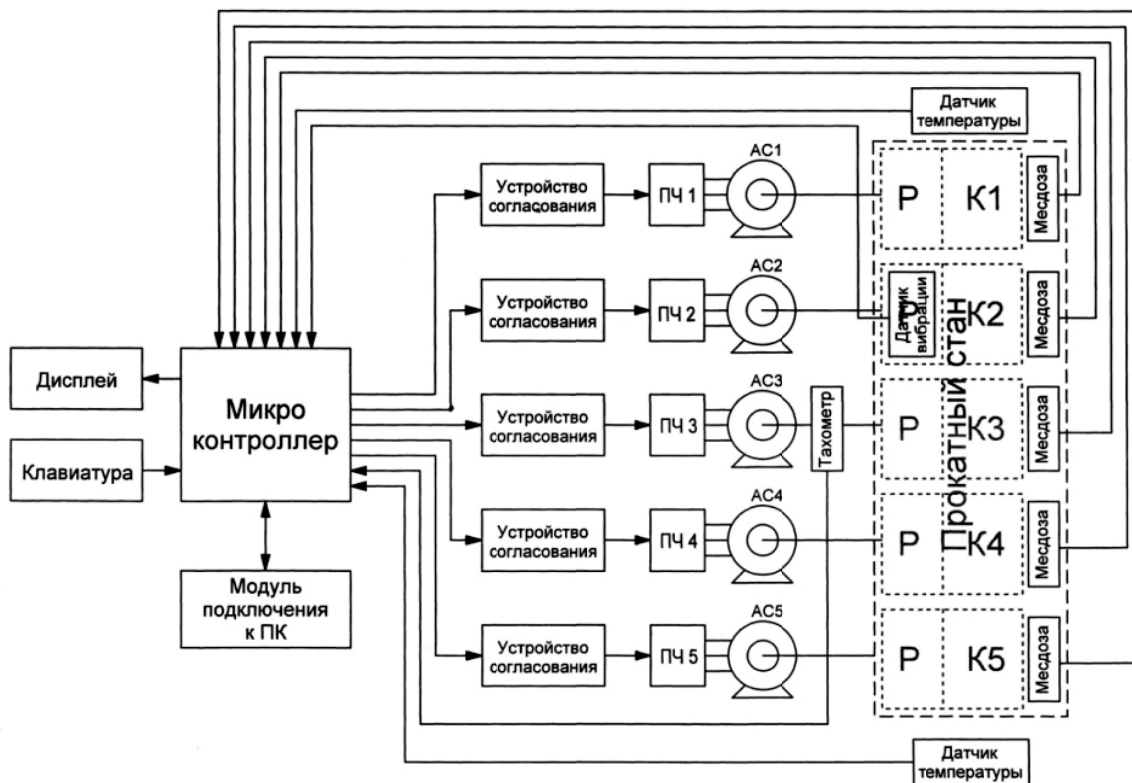 Датчик
температуры
АС1
Устройство
согласования
ПЧ 1
Р
К1
Месдоза
АС2
Устройство
согласования
ПЧ 2
Р
Датчик
вибрации
К2
Месдоза
Прокатный стан
Дисплей
Микро
контроллер
Клавиатура
АС3
Устройство
согласования
ПЧ 3
Тахометр
Р
К3
Месдоза
АС4
Устройство
согласования
ПЧ 4
Р
К4
Месдоза
Модуль
подключения
к ПК
АС5
Устройство
согласования
ПЧ 5
Р
К5
Месдоза
Датчик
температуры